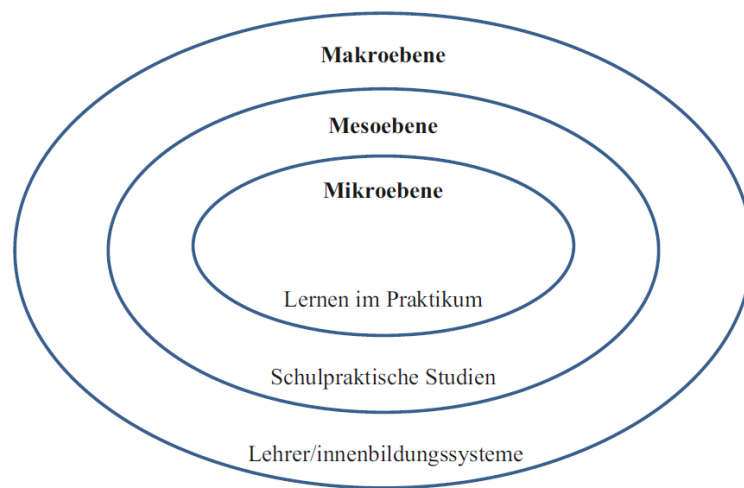 Makroebene
Mesoebene
Mikroebene
Lernen im Praktikum
Schulpraktische Studien
Lehrer/innenbildungssysteme